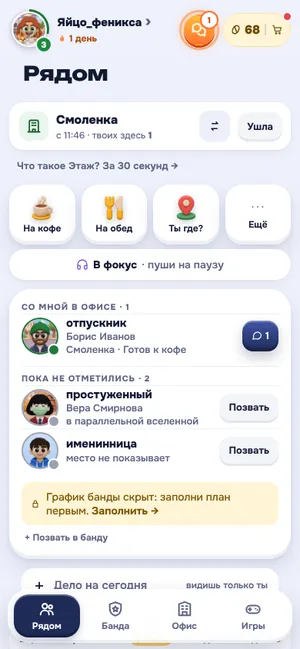 Яйцо_феникса >
3
1 день
1
68
Рядом
Смоленка
с 11:46 · твоих здесь 1
Ушла
Что такое Этаж? За 30 секунд →
На кофе
На обед
Ты где?
...
Ещё
В фокус · пуши на паузу
СО МНОЙ В ОФИСЕ · 1
отпускник
Борис Иванов
Смоленка · Готов к кофе
1
ПОКА НЕ ОТМЕТИЛИСЬ · 2
простуженный
Вера Смирнова
в параллельной вселенной
Позвать
именинница
место не показывает
Позвать
График банды скрыт: заполни план
первым. Заполнить →
+ Позвать в банду
+ Дело на сегодня
видишь только ты
Рядом
Банда
Офис
Игры